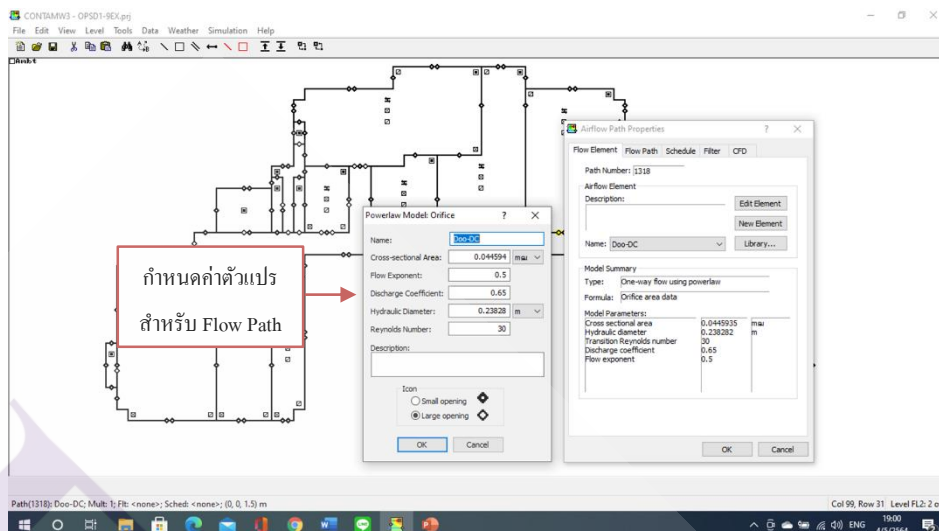 CONTAMW3 - OPSD1-9EX.prj
File Edit View Level Tools Data Weather Simulation Help
Ambt
กำหนดค่าตัวแปร
สำหรับ Flow Path
Powerlaw Model: Orifice ? X
Name: Doo-DC
Cross-sectional Area: 0.044594
Flow Exponent: 0.5
Discharge Coefficient: 0.65
Hydraulic Diameter: 0.23828 m
Reynolds Number: 30
Description:
Icon
Small opening
Large opening
OK Cancel
Airflow Path Properties ? X
Flow Element Flow Path Schedule Filter CFD
Path Number: 1318
Airflow Element
Description:
Edit Element
New Element
Name: Doo-DC Library...
Model Summary
Type: One-way flow using powerlaw
Formula: Orifice area data
Model Parameters:
Cross sectional area 0.0445935
Hydraulic diameter 0.238282 m
Transition Reynolds number 30
Discharge coefficient 0.65
Flow exponent 0.5
OK Cancel
Path(1318): Doo-DC; Mult: 1; Flt: <none>; Sched: <none>; (0, 0, 1.5) m Col 99, Row 31 Level FL2: 2 o
ENG 19:00
4/5/2564